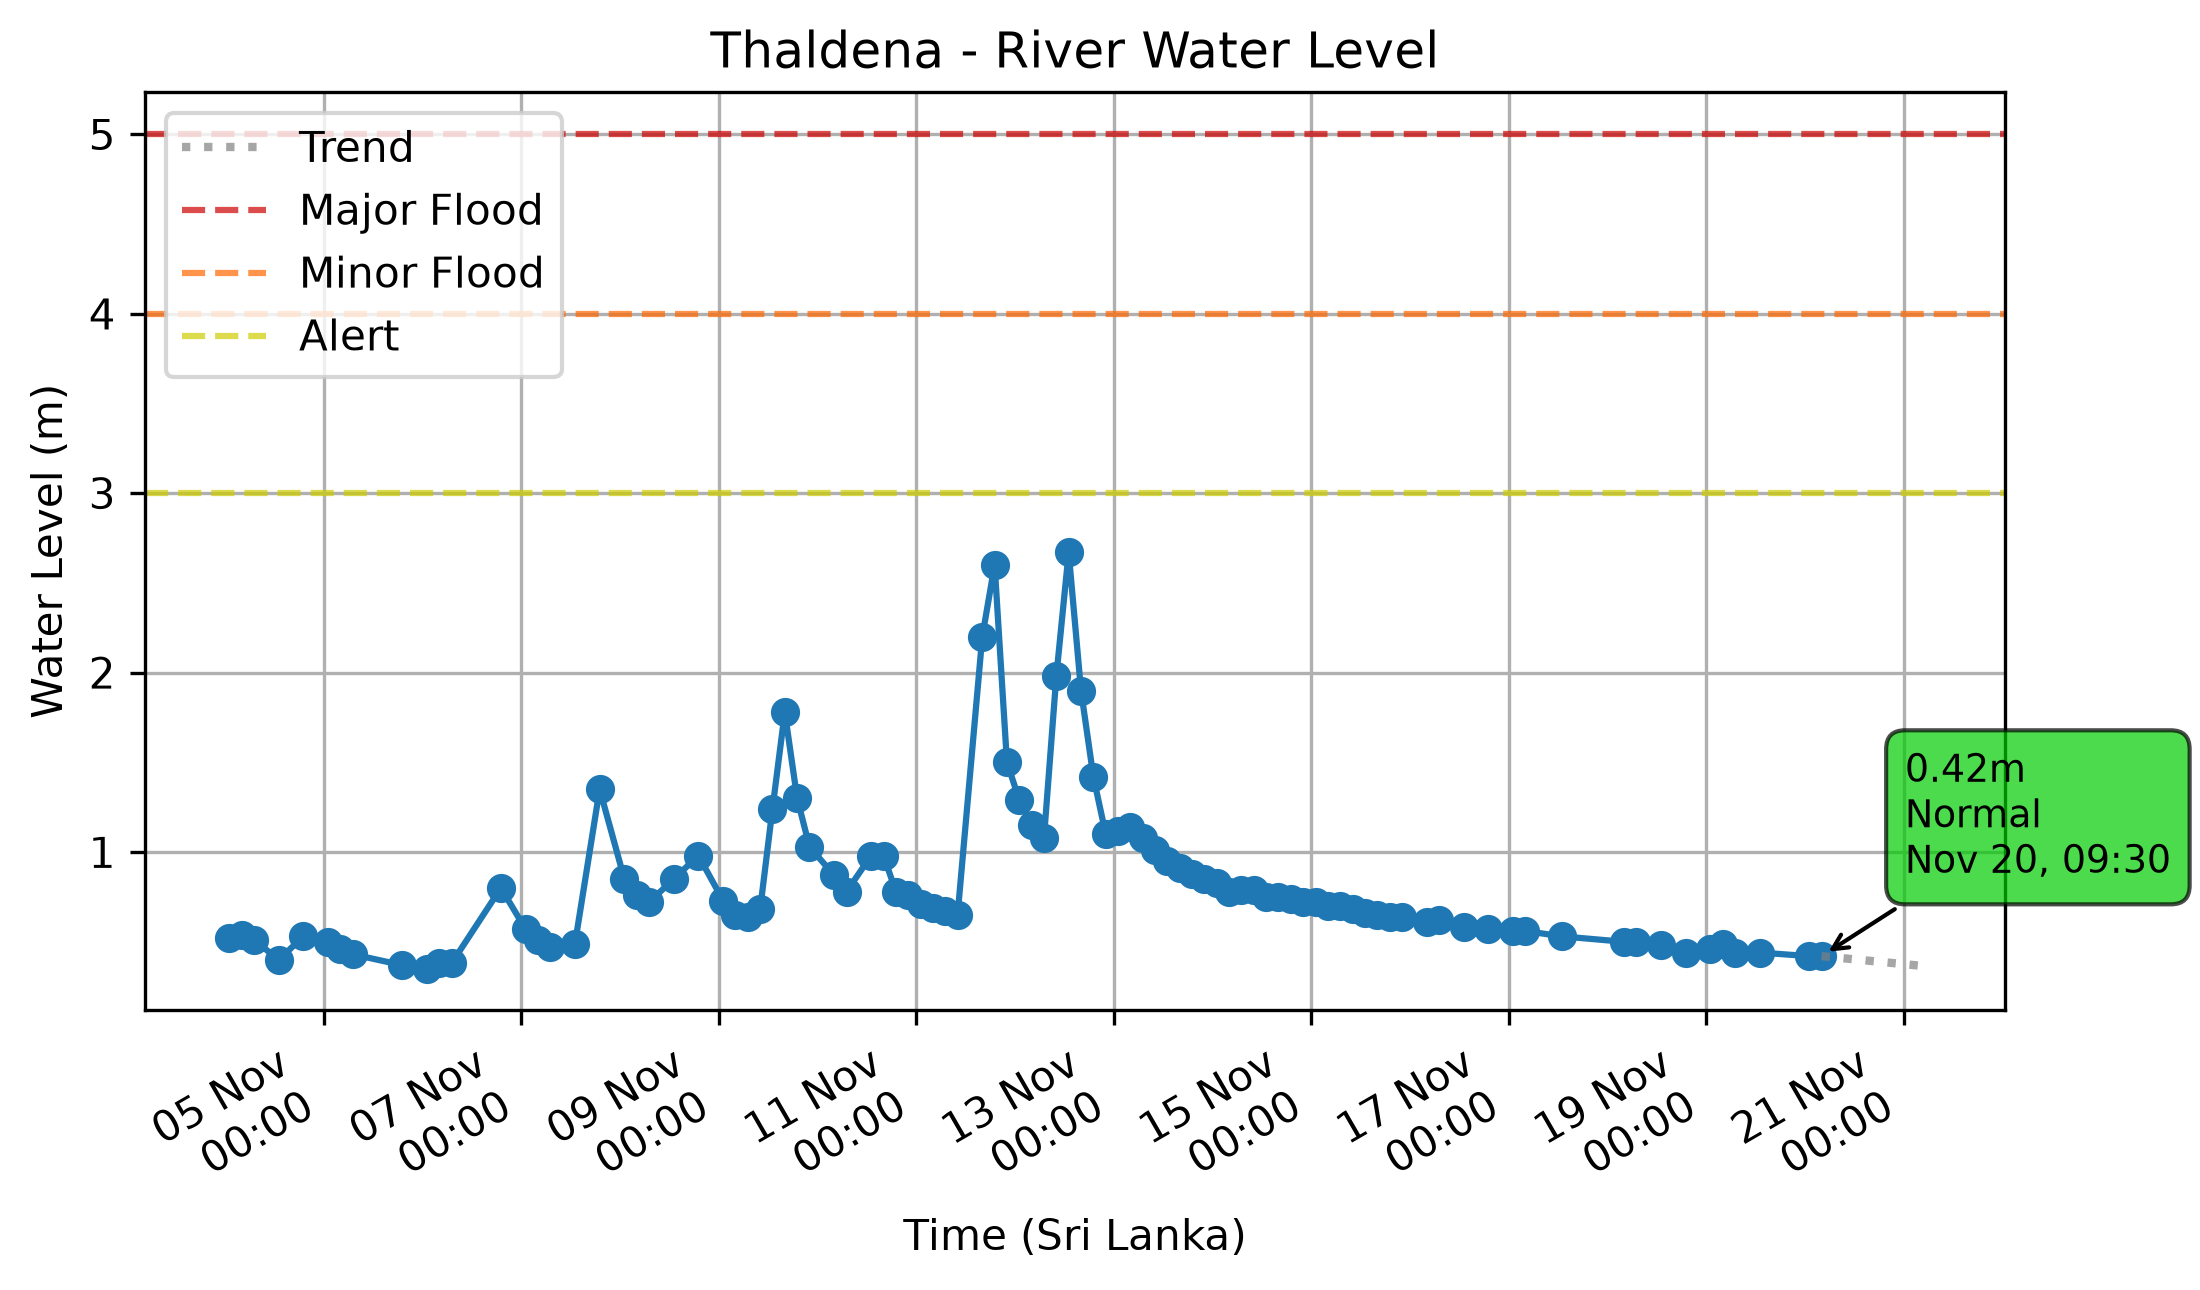 Thaldena - River Water Level
Trend
Major Flood
Minor Flood
Alert
Water Level (m)
5
4
3
2
1
0.42m
Normal
Nov 20, 09:30
05 Nov
00:00
07 Nov
00:00
09 Nov
00:00
11 Nov
00:00
13 Nov
00:00
15 Nov
00:00
17 Nov
00:00
19 Nov
00:00
21 Nov
00:00
Time (Sri Lanka)